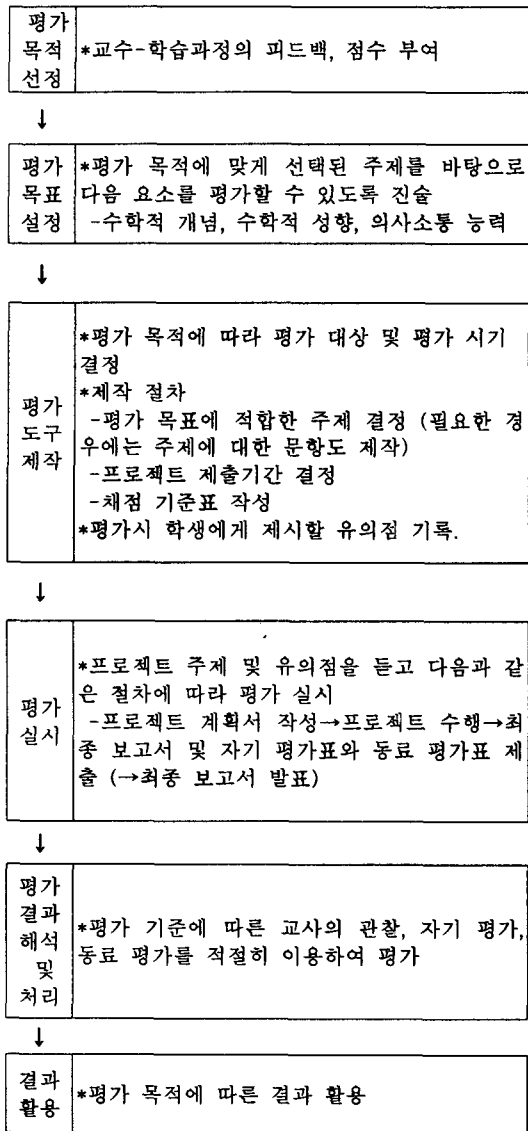 평가
목적
선정
*교수-학습과정의 피드백, 점수 부여
↓
평가
목표
설정
*평가 목적에 맞게 선택된 주제를 바탕으로
다음 요소를 평가할 수 있도록 진술
-수학적 개념, 수학적 성향, 의사소통 능력
↓
평가
도구
제작
*평가 목적에 따라 평가 대상 및 평가 시기
결정
*제작 절차
-평가 목표에 적합한 주제 결정 (필요한 경
우에는 주제에 대한 문항도 제작)
-프로젝트 제출기간 결정
-채점 기준표 작성
*평가시 학생에게 제시할 유의점 기록.
↓
평가
실시
*프로젝트 주제 및 유의점을 듣고 다음과 같
은 절차에 따라 평가 실시
-프로젝트 계획서 작성→프로젝트 수행→최
종 보고서 및 자기 평가표와 동료 평가표 제
출 (→최종 보고서 발표)
↓
평가
결과
해석
및
처리
*평가 기준에 따른 교사의 관찰, 자기 평가,
동료 평가를 적절히 이용하여 평가
↓
결과
활용
*평가 목적에 따른 결과 활용